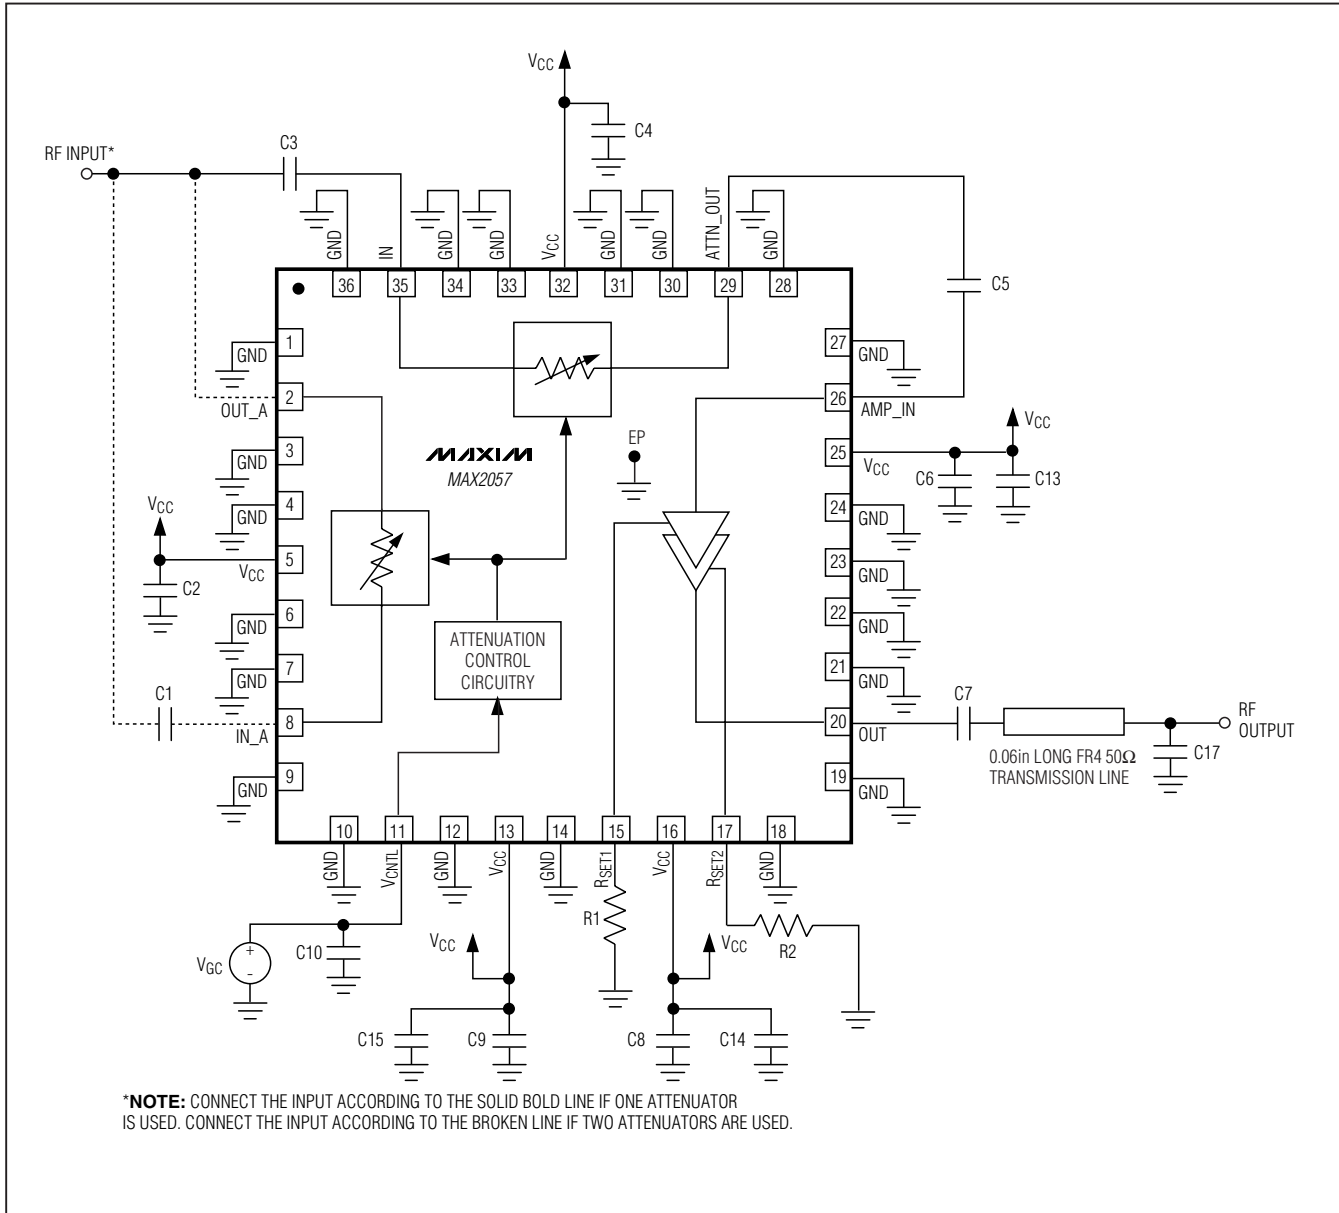 VCC
C4
RF INPUT*
C3
GND
IN
GND
GND
VCC
GND
GND
ATTN_OUT
GND
36
35
34
33
32
31
30
29
28
C5
1
GND
27
GND
2
OUT_A
26
AMP_IN
VCC
3
GND
EP
25
VCC
C6
C13
MAXIM
MAX2057
4
GND
24
GND
VCC
5
VCC
C2
23
GND
6
GND
22
GND
ATTENUATION
CONTROL
CIRCUITRY
7
GND
21
GND
C1
8
IN_A
20
OUT
C7
RF
OUTPUT
C17
0.06in LONG FR4 50Ω
TRANSMISSION LINE
9
GND
19
GND
10
11
12
13
14
15
16
17
18
GND
VCNTL
GND
VCC
GND
RSET1
VCC
RSET2
GND
R1
R2
VGC
+
-
C10
VCC
VCC
C15
C9
C8
C14
*NOTE: CONNECT THE INPUT ACCORDING TO THE SOLID BOLD LINE IF ONE ATTENUATOR
IS USED. CONNECT THE INPUT ACCORDING TO THE BROKEN LINE IF TWO ATTENUATORS ARE USED.